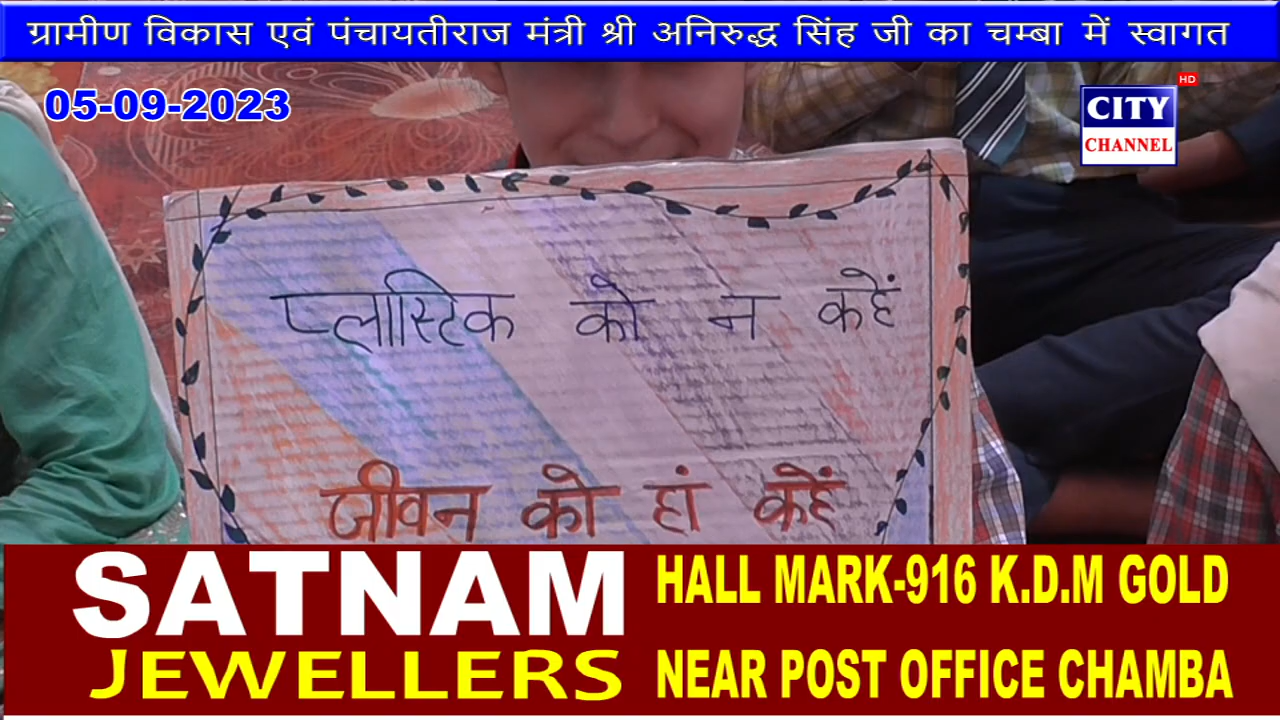 ग्रामीण विकास एवं पंचायतीराज मंत्री श्री अनिरुद्ध सिंह जी का चम्बा में स्वागत
05-09-2023
HD
CITY
CHANNEL
प्लास्टिक को न कहें
जीवन को हां कहें
SATNAM
JEWELLERS
HALL MARK-916 K.D.M GOLD
NEAR POST OFFICE CHAMBA